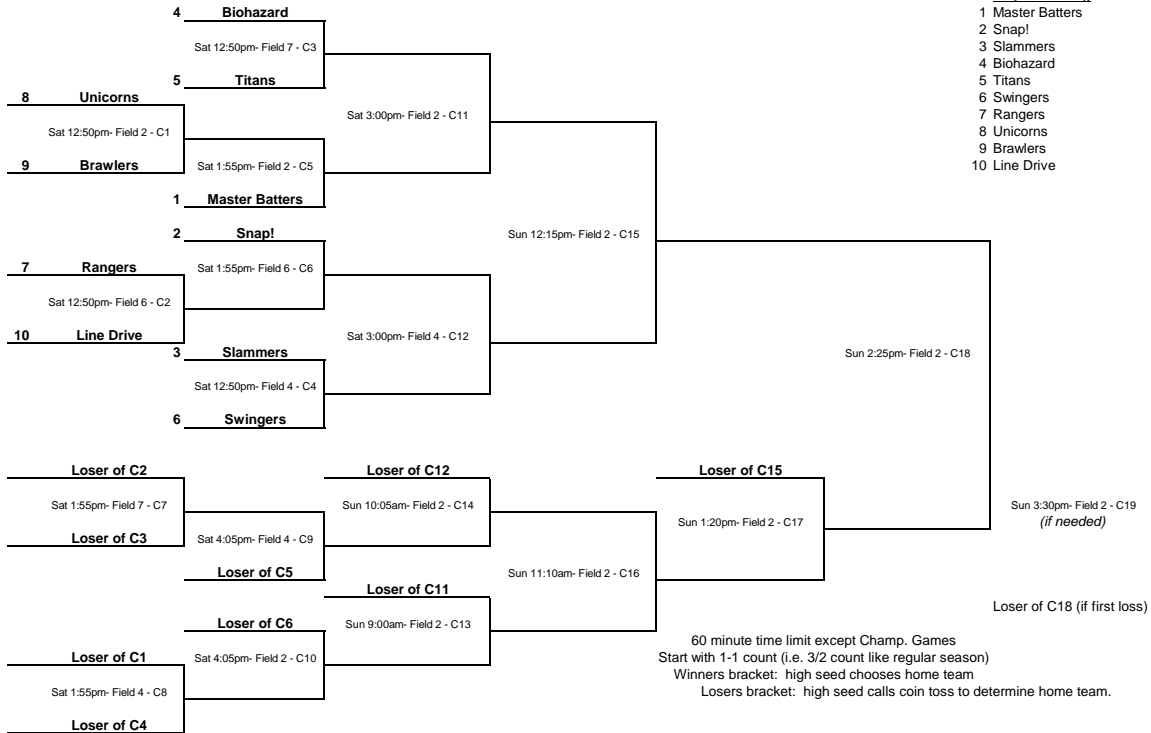 4 Biohazard
Sat 12:50pm- Field 7 - C3
5 Titans
8 Unicorns
Sat 12:50pm- Field 2 - C1
9 Brawlers
Sat 3:00pm- Field 2 - C11
Sat 1:55pm- Field 2 - C5
1 Master Batters
2 Snap!
Sat 1:55pm- Field 6 - C6
7 Rangers
Sat 12:50pm- Field 6 - C2
10 Line Drive
Sun 12:15pm- Field 2 - C15
Sat 3:00pm- Field 4 - C12
3 Slammers
Sat 12:50pm- Field 4 - C4
6 Swingers
Sun 2:25pm- Field 2 - C18
1 Master Batters
2 Snap!
3 Slammers
4 Biohazard
5 Titans
6 Swingers
7 Rangers
8 Unicorns
9 Brawlers
10 Line Drive
Loser of C2
Sat 1:55pm- Field 7 - C7
Loser of C3
Sat 4:05pm- Field 4 - C9
Loser of C5
Loser of C12
Sun 10:05am- Field 2 - C14
Loser of C15
Sun 1:20pm- Field 2 - C17
Sun 3:30pm- Field 2 - C19
(if needed)
Sun 11:10am- Field 2 - C16
Loser of C11
Sun 9:00am- Field 2 - C13
Loser of C6
Sat 4:05pm- Field 2 - C10
Loser of C1
Sat 1:55pm- Field 4 - C8
Loser of C4
Loser of C18 (if first loss)
60 minute time limit except Champ. Games
Start with 1-1 count (i.e. 3/2 count like regular season)
Winners bracket: high seed chooses home team
Losers bracket: high seed calls coin toss to determine home team.